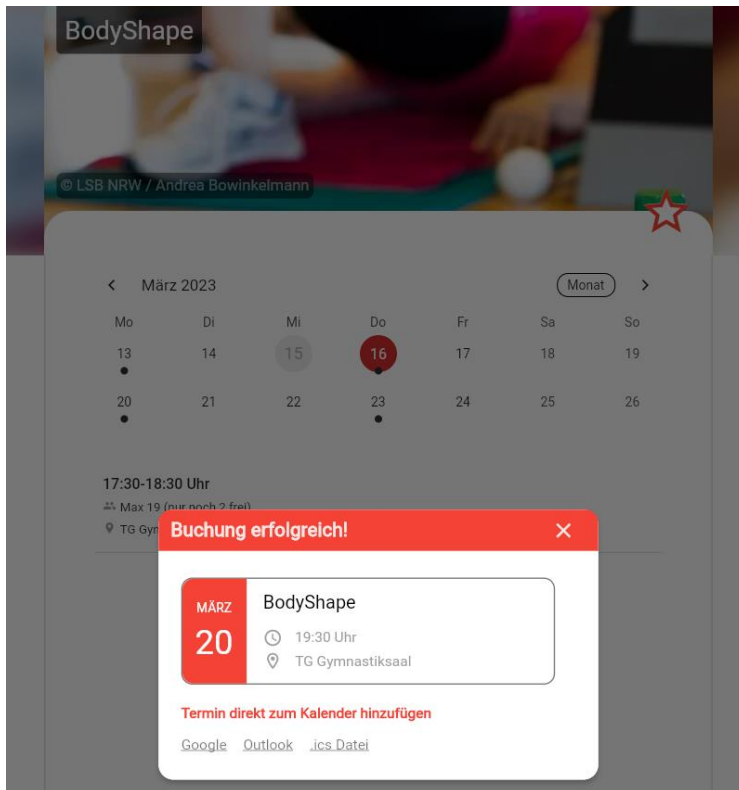 BodyShape
© LSB NRW / Andrea Bowinkelmann
März 2023
Monat
Mo Di Mi Do Fr Sa So
13 14 15 16 17 18 19
20 21 22 23 24 25 26
17:30-18:30 Uhr
Max 19 (nur noch 2 frei)
TG Gyn
Buchung erfolgreich!
MÄRZ
20
BodyShape
19:30 Uhr
TG Gymnastiksaal
Termin direkt zum Kalender hinzufügen
Google Outlook .ics Datei